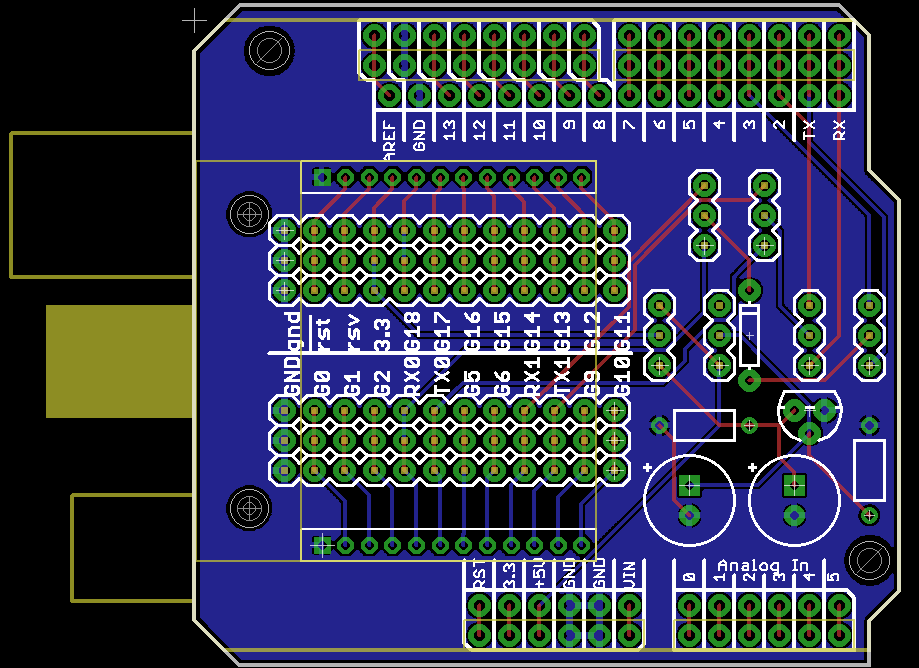 AREF GND 13 12 11 10 9 8 7 6 5 4 3 2 TX RX
gnd rst rsv 3.3 G18 G17 G16 G15 G14 G13 G12 G11
GND G0 G1 G2 RX0 TX0 G5 G6 RX1 TX1 G9 G10
+ +
Analog In
RST 3.3 +5V GND GND VIN 0 1 2 3 4 5